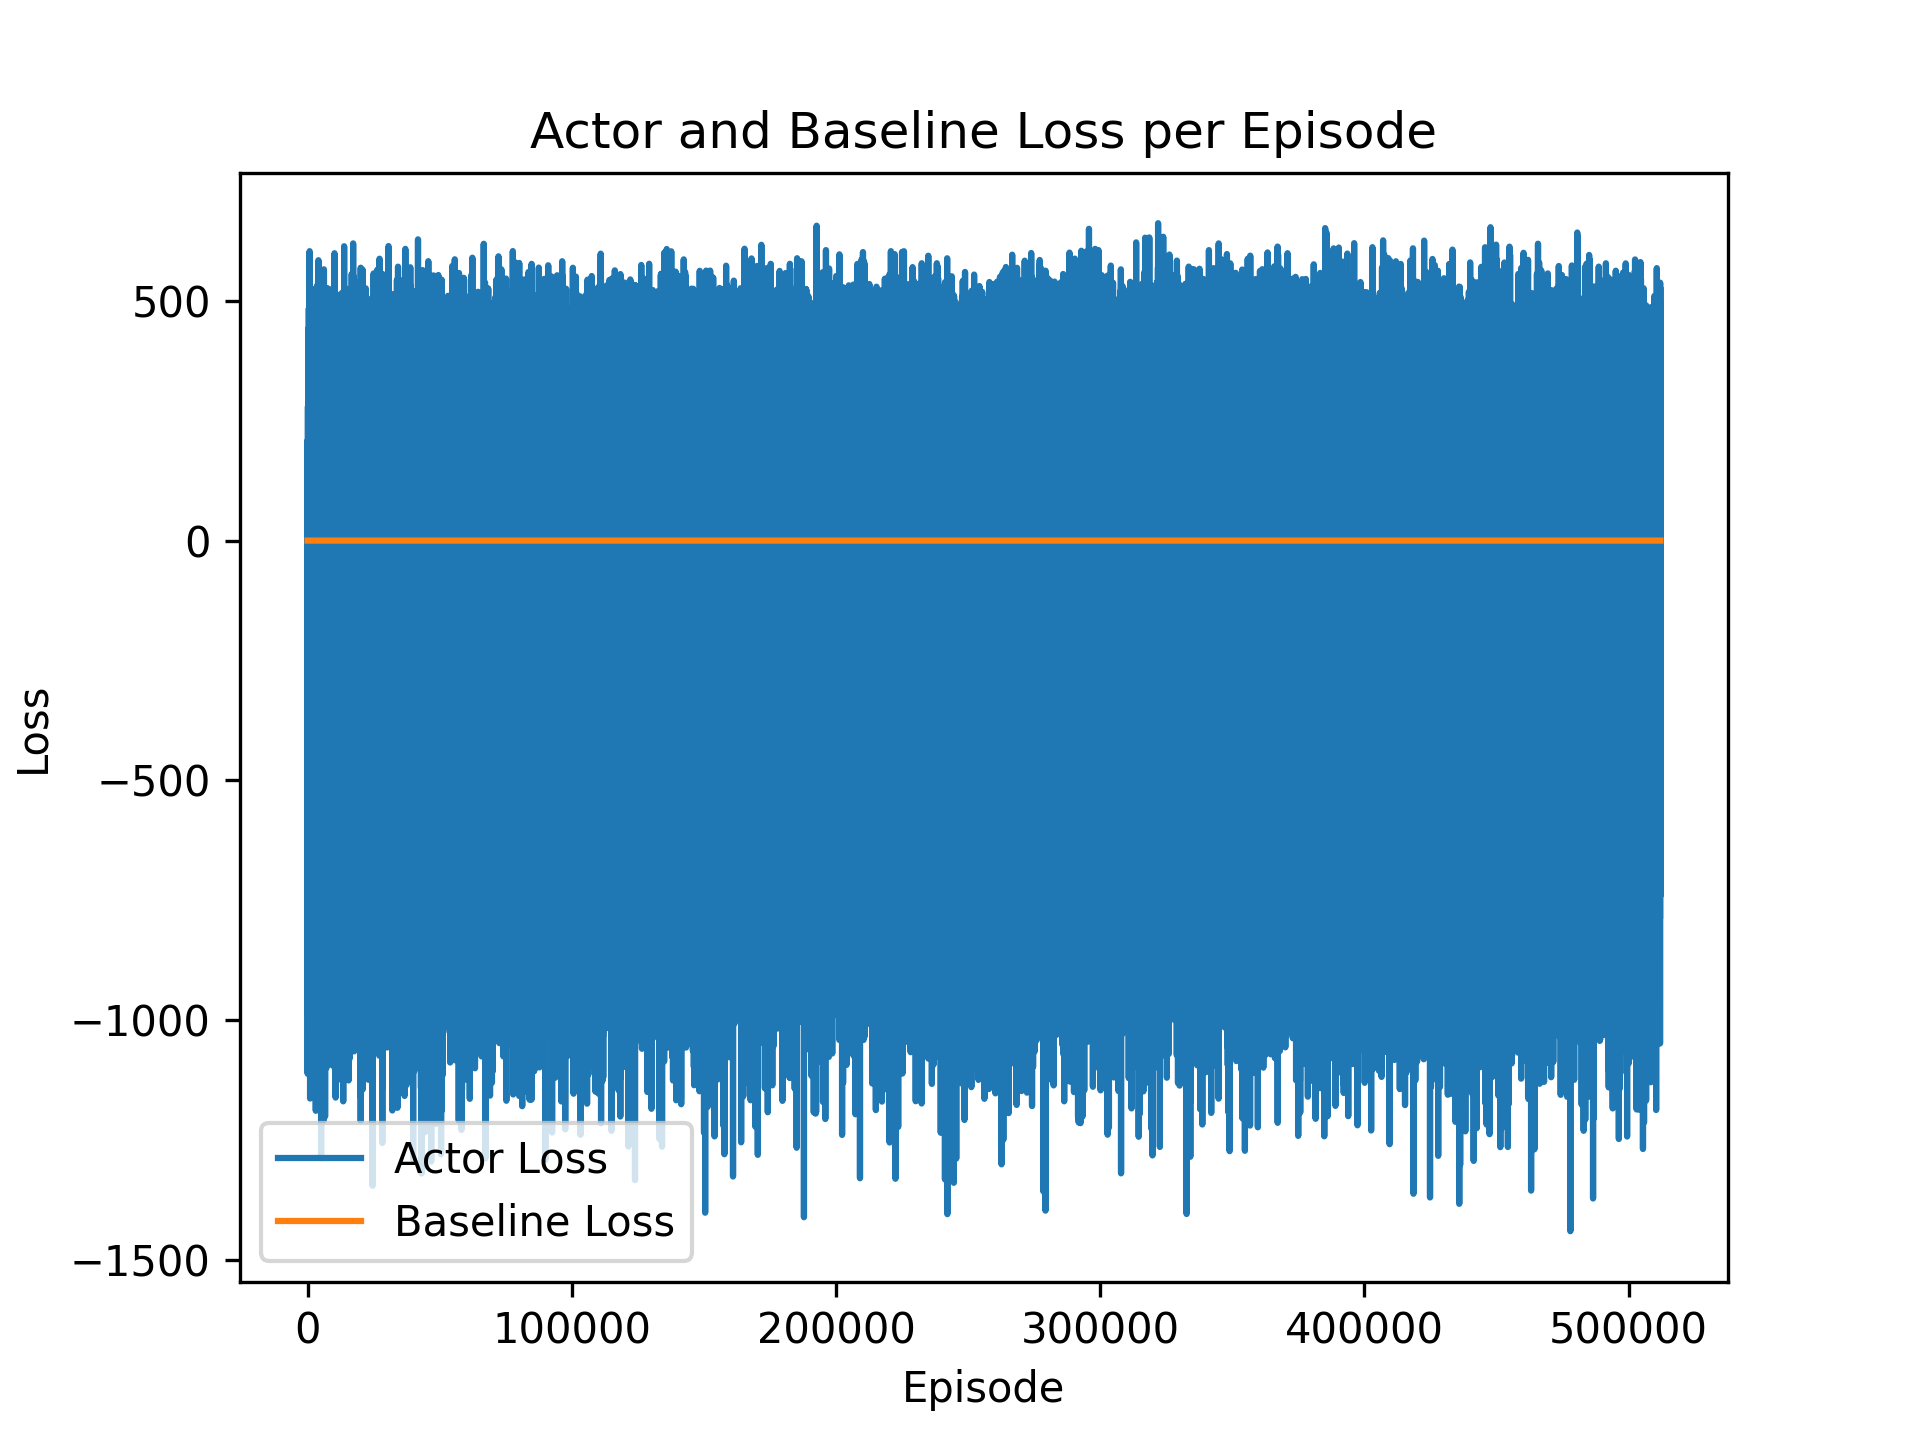 Actor and Baseline Loss per Episode
Loss
500
0
−500
−1000
−1500
Actor Loss
Baseline Loss
0 100000 200000 300000 400000 500000
Episode